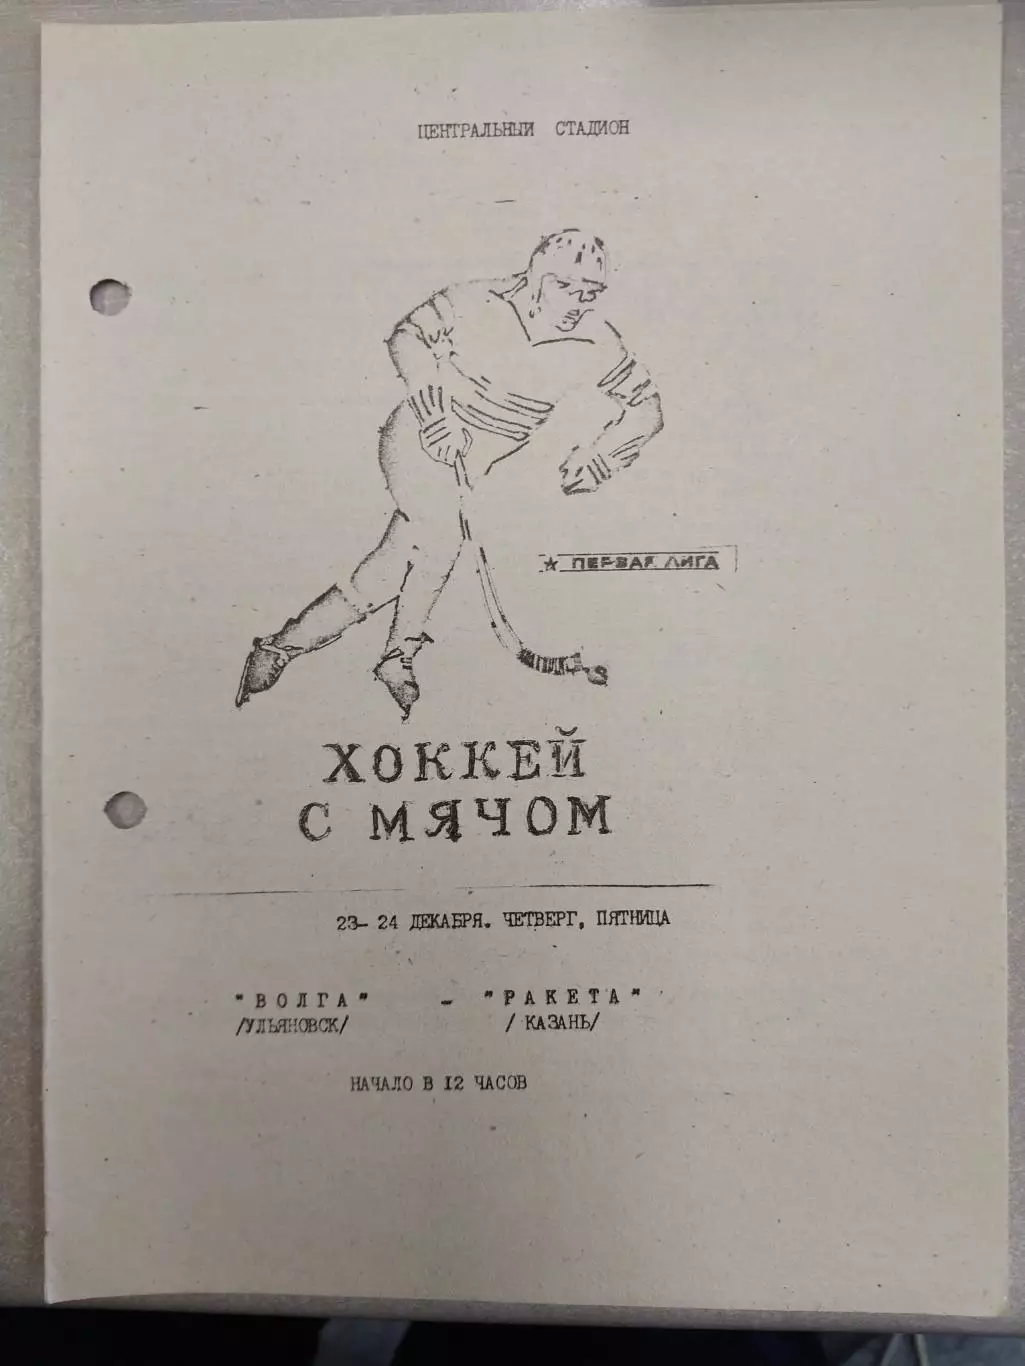 ЦЕНТРАЛЬНЫЙ СТАДИОН
★ ПЕРВАЯ ЛИГА
ХОККЕЙ
С МЯЧОМ
23- 24 ДЕКАБРЯ. ЧЕТВЕРГ, ПЯТНИЦА
"ВОЛГА" - "РАКЕТА"
/УЛЬЯНОВСК/ /КАЗАНЬ/
НАЧАЛО В 12 ЧАСОВ